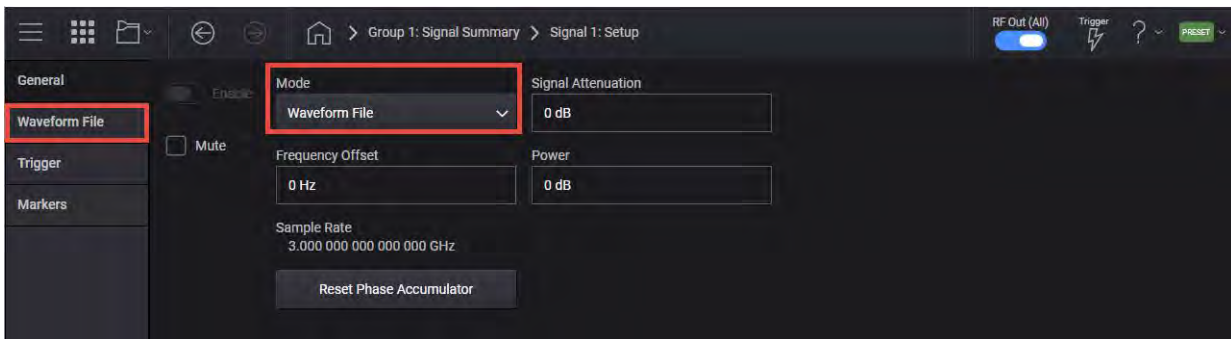 Group 1: Signal Summary > Signal 1: Setup
RF Out (All)
Trigger
?
PRESET
General
Waveform File
Trigger
Markers
Enable
Mute
Mode
Waveform File
Signal Attenuation
0 dB
Frequency Offset
0 Hz
Power
0 dB
Sample Rate
3.000 000 000 000 000 GHz
Reset Phase Accumulator